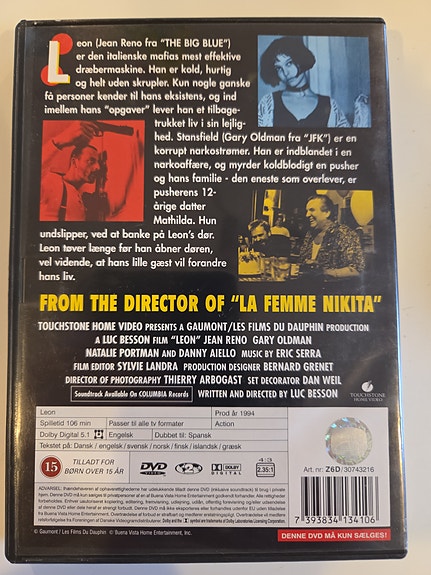 Leon (Jean Reno fra "THE BIG BLUE")
er den italienske mafias mest effektive
dræbermaskine. Han er kold, hurtig
og helt uden skrupler. Kun nogle ganske
få personer kender til hans eksistens, og ind
imellem hans "opgaver" lever han et tilbage-
trukket liv i sin lejlig-
hed. Stansfield (Gary Oldman fra "JFK") er en
korrupt narkostrømer. Han er indblandet i en
narkoaffære, og myrder koldblodigt en pusher
og hans familie - den eneste som overlever, er
pusherens 12-
årige datter
Mathilda. Hun
undslipper, ved at banke på Leon's dør.
Leon tøver længe før han åbner døren,
vel vidende, at hans lille gæst vil forandre
hans liv.
FROM THE DIRECTOR OF "LA FEMME NIKITA"
TOUCHSTONE HOME VIDEO PRESENTS A GAUMONT/LES FILMS DU DAUPHIN PRODUCTION
A LUC BESSON FILM "LEON" JEAN RENO GARY OLDMAN
NATALIE PORTMAN AND DANNY AIELLO MUSIC BY ERIC SERRA
FILM EDITOR SYLVIE LANDRA PRODUCTION DESIGNER BERNARD GRENET
DIRECTOR OF PHOTOGRAPHY THIERRY ARBOGAST SET DECORATOR DAN WEIL
Soundtrack Available On COLUMBIA Records WRITTEN AND DIRECTED BY LUC BESSON
TOUCHSTONE
HOME VIDEO
Leon Prod år 1994
Spilletid 106 min Passer til alle tv formater Action
Dolby Digital 5.1 Engelsk Dubbet til: Spansk
Tekstet på: Dansk / engelsk / svensk / norsk / finsk / islandsk / græsk
15 TILLADT FOR
BØRN OVER 15 ÅR
DVD VIDEO 2 DOLBY DIGITAL 4:3 2.35:1
Art. nr: Z6D/30743216
7 393834 134106
© Gaumont / Les Films Du Dauphin © Buena Vista Home Entertainment, Inc.
DENNE DVD MÅ KUN SÆLGES!